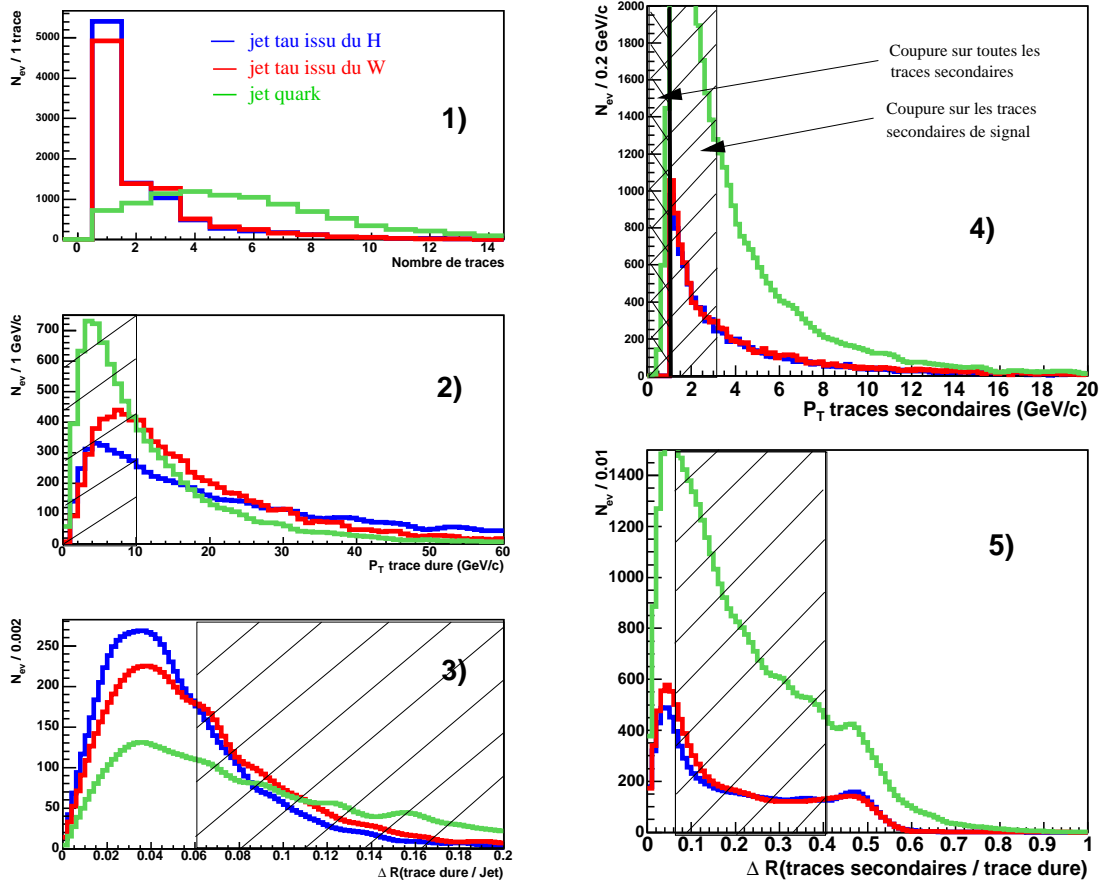 N_ev / 1 trace
5000
4000
3000
2000
1000
0
jet tau issu du H
jet tau issu du W
jet quark
1)
0 2 4 6 8 10 12 14
Nombre de traces
N_ev / 1 GeV/c
700
600
500
400
300
200
100
0
2)
0 10 20 30 40 50 60
P_T trace dure (GeV/c)
N_ev / 0.002
250
200
150
100
50
0
3)
0 0.02 0.04 0.06 0.08 0.1 0.12 0.14 0.16 0.18 0.2
Δ R(trace dure / Jet)
N_ev / 0.2 GeV/c
2000
1800
1600
1400
1200
1000
800
600
400
200
0
Coupure sur toutes les
traces secondaires
Coupure sur les traces
secondaires de signal
4)
0 2 4 6 8 10 12 14 16 18 20
P_T traces secondaires (GeV/c)
N_ev / 0.01
1400
1200
1000
800
600
400
200
0
5)
0 0.1 0.2 0.3 0.4 0.5 0.6 0.7 0.8 0.9 1
Δ R(traces secondaires / trace dure)